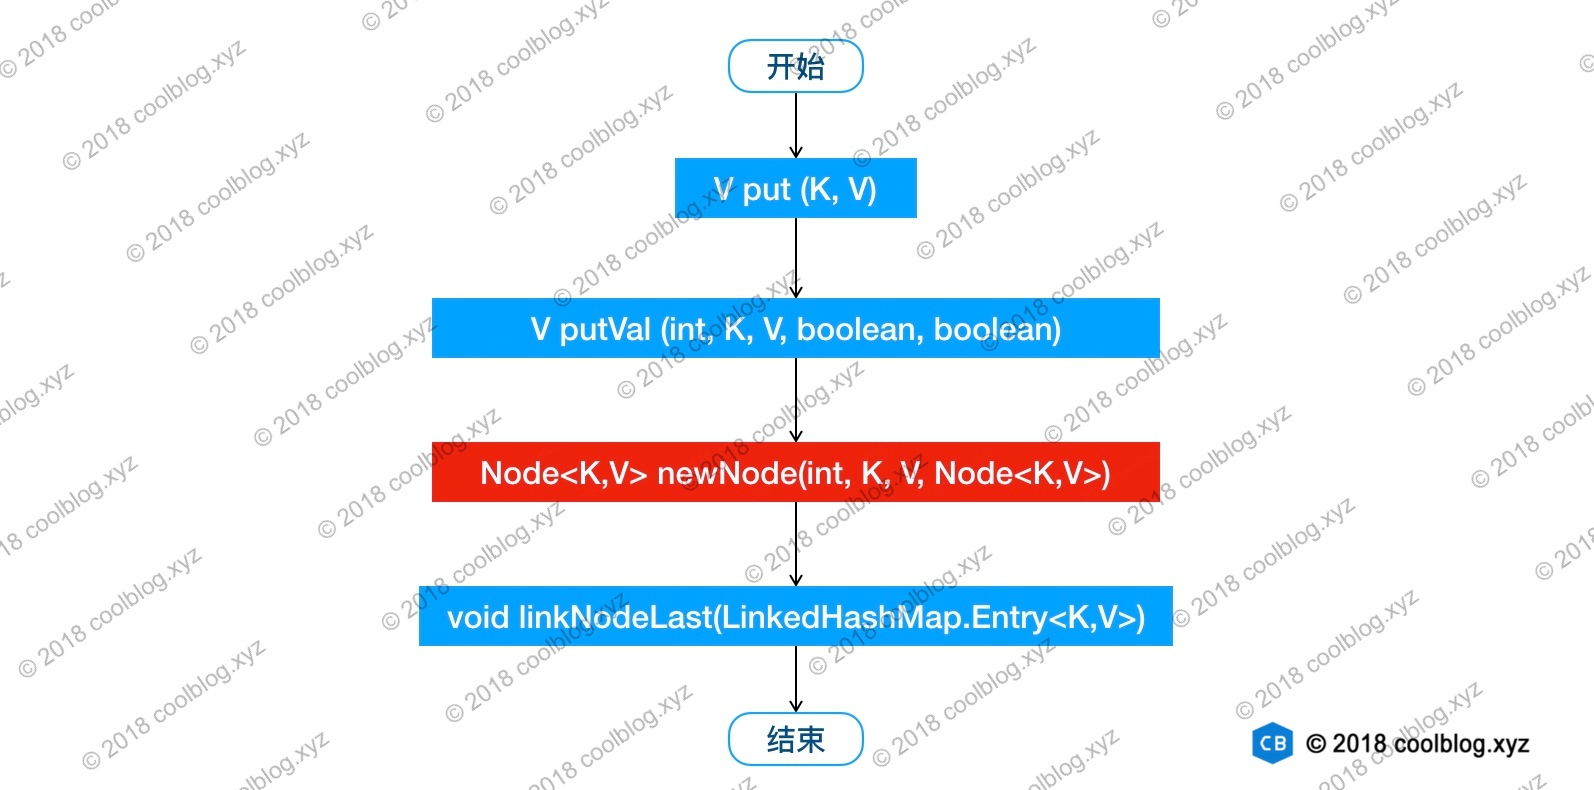 开始
V put (K, V)
V putVal (int, K, V, boolean, boolean)
Node<K,V> newNode(int, K, V, Node<K,V>)
void linkNodeLast(LinkedHashMap.Entry<K,V>)
结束
CB © 2018 coolblog.xyz